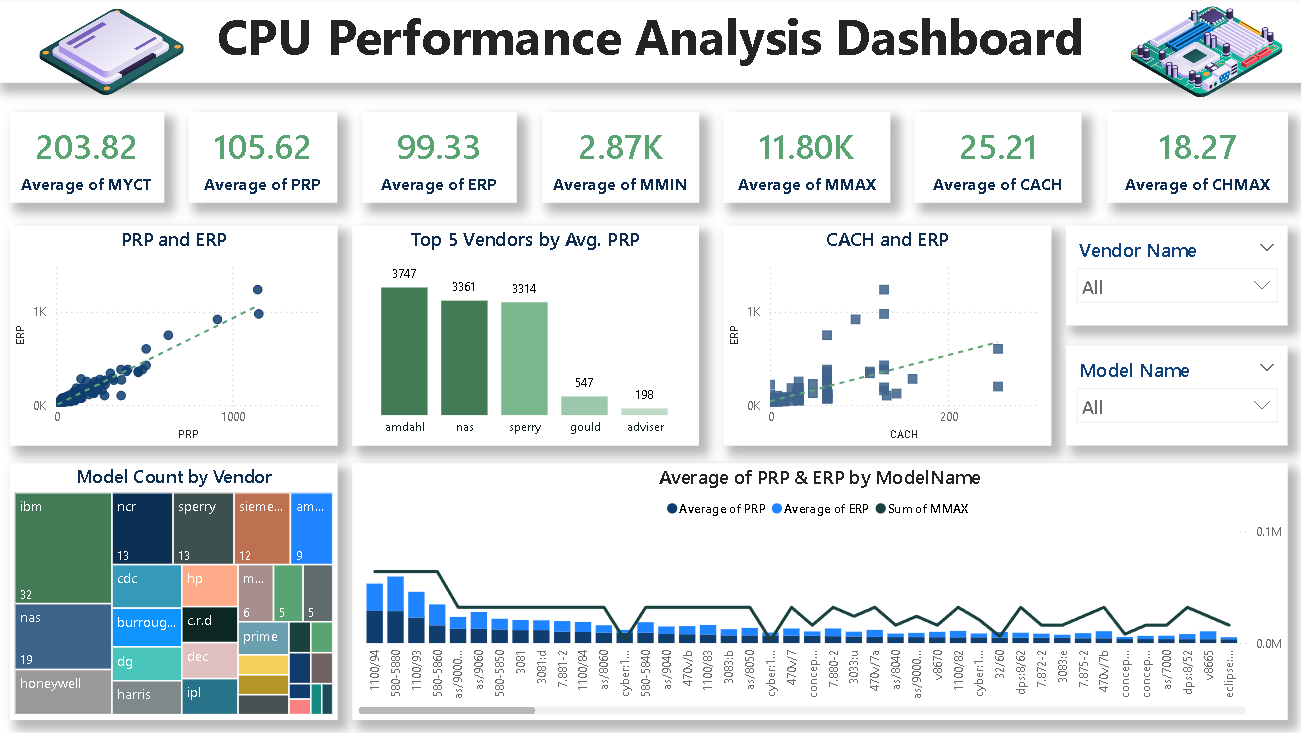 CPU Performance Analysis Dashboard
203.82
Average of MYCT
105.62
Average of PRP
99.33
Average of ERP
2.87K
Average of MMIN
11.80K
Average of MMAX
25.21
Average of CACH
18.27
Average of CHMAX
PRP and ERP
1K
0K
ERP
0
1000
PRP
Top 5 Vendors by Avg. PRP
3747
3361
3314
547
198
amdahl
nas
sperry
gould
adviser
CACH and ERP
1K
0K
ERP
0
200
CACH
Vendor Name
All
Model Name
All
Model Count by Vendor
ibm
32
nas
19
honeywell
ncr
13
sperry
13
sieme...
12
am...
9
cdc
hp
m...
6
5
5
burroug...
c.r.d
prime
dg
dec
harris
ipl
Average of PRP & ERP by ModelName
Average of PRP
Average of ERP
Sum of MMAX
0.1M
0.0M
1100/94
580-5880
1100/93
580-5860
as/9000...
as/9060
580-5850
3081
3081:d
7.881-2
1100/84
as/8060
cyber:1...
580-5840
as/9040
470v/b
1100/83
3083:b
as/8050
cyber:1...
470v/7
concep...
7.880-2
3033:u
470v/7a
as/8040
as/9000...
v8670
1100/82
cyber:1...
32/60
dps:8/62
7.872-2
3083:e
7.875-2
470v/7b
concep...
concep...
as/7000
dps:8/52
v8665
eclipse:...